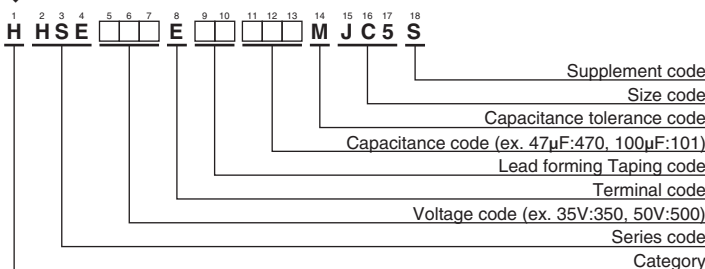 1 2 3 4 5 6 7 8 9 10 11 12 13 14 15 16 17 18
H HSE E M JC5 S
Supplement code
Size code
Capacitance tolerance code
Capacitance code (ex. 47µF:470, 100µF:101)
Lead forming Taping code
Terminal code
Voltage code (ex. 35V:350, 50V:500)
Series code
Category